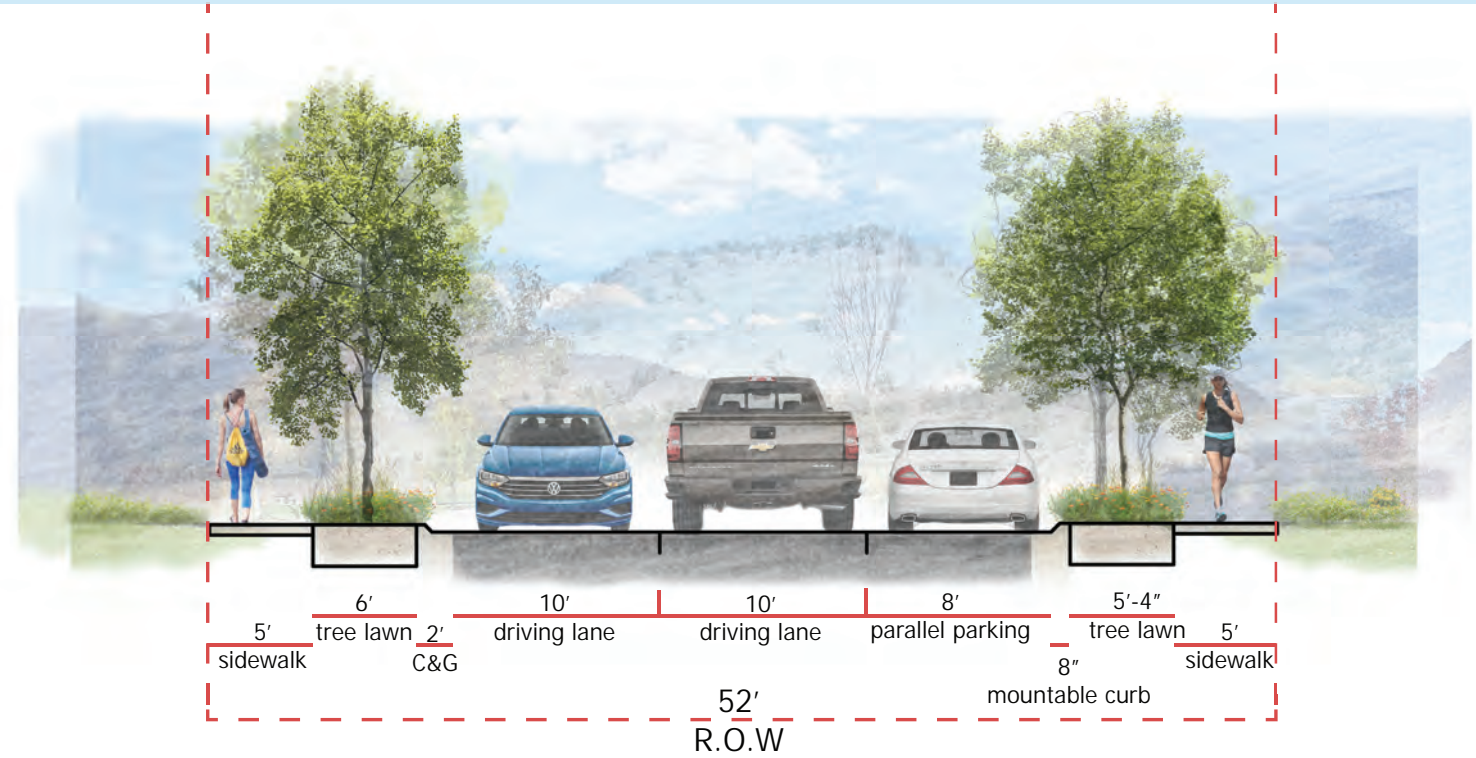 6′
10′
10′
8′
5′-4″
5′
tree lawn
2′
driving lane
driving lane
parallel parking
tree lawn
5′
sidewalk
C&G
8″
sidewalk
mountable curb
52′
R.O.W